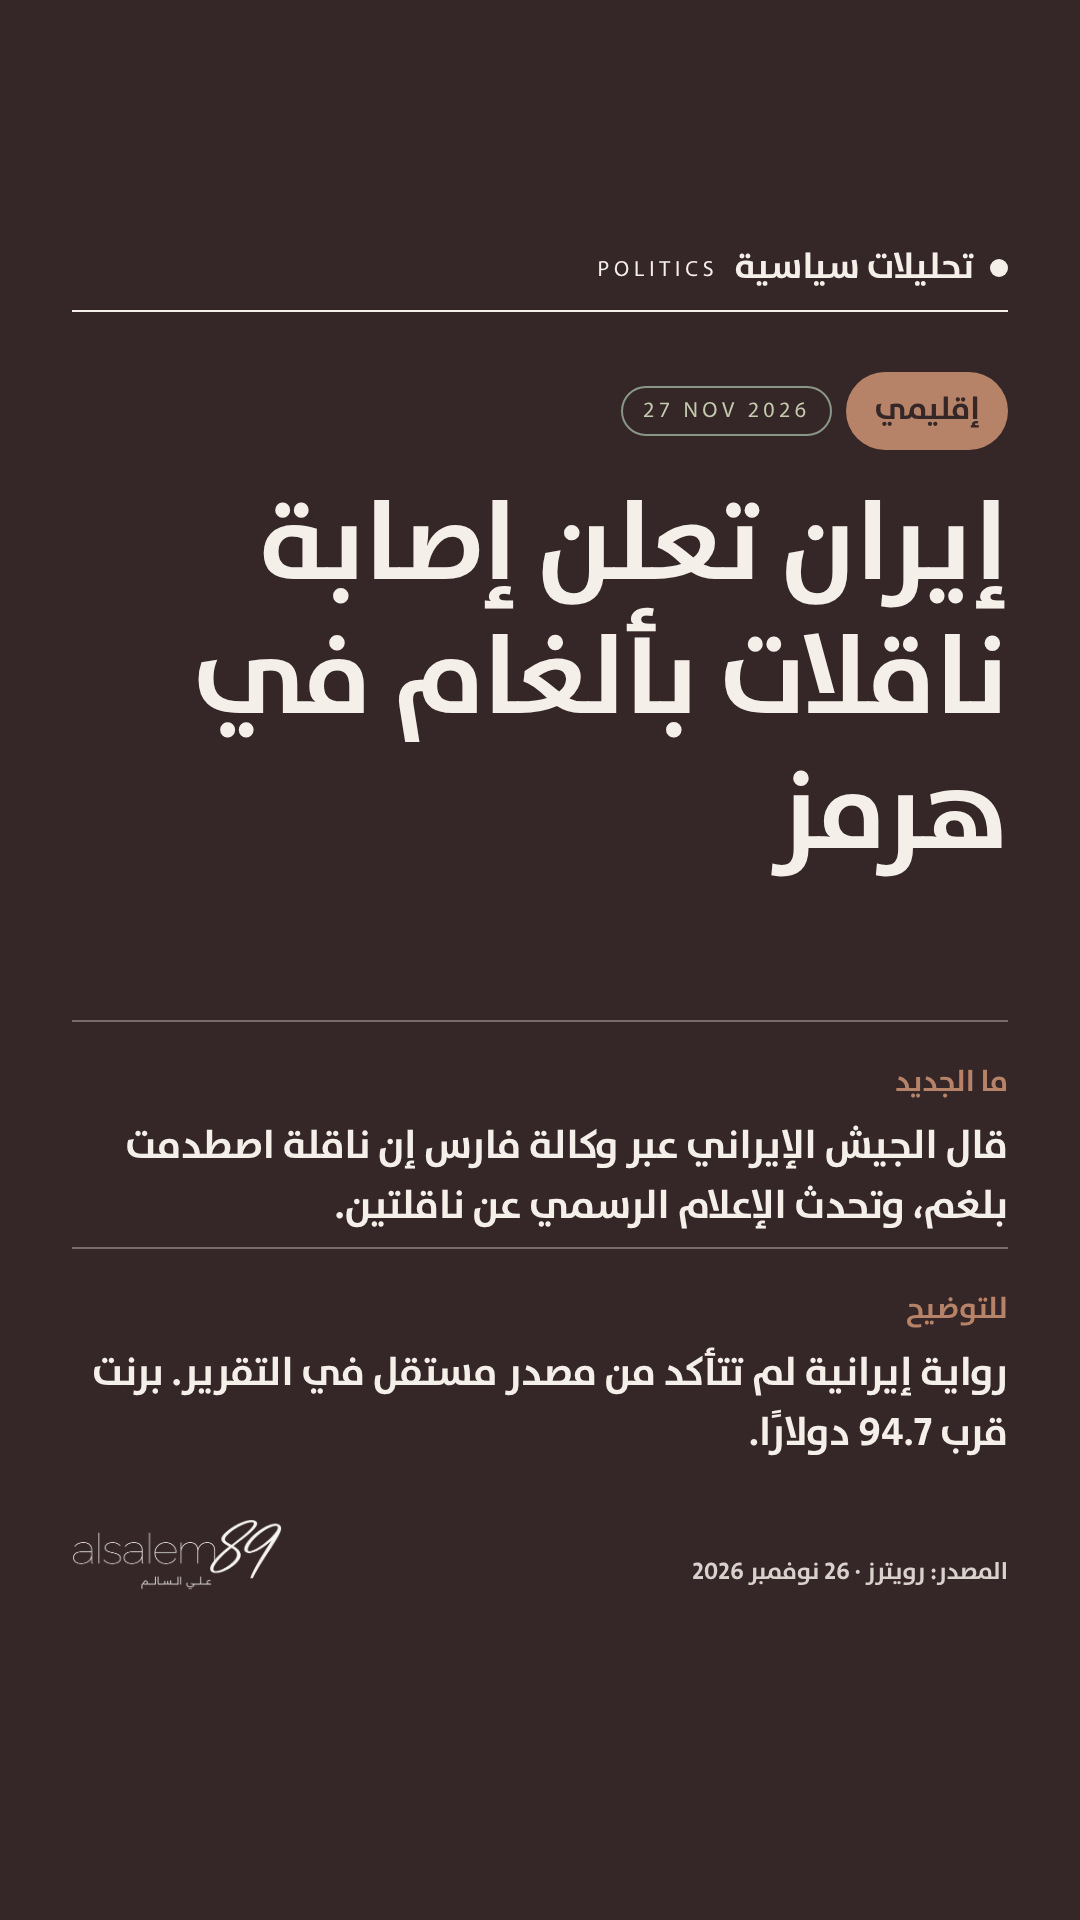 تحليلات سياسية POLITICS
إقليمي 27 NOV 2026
إيران تعلن إصابة
ناقلات بألغام في
هرمز
ما الجديد
قال الجيش الإيراني عبر وكالة فارس إن ناقلة اصطدمت
بلغم، وتحدث الإعلام الرسمي عن ناقلتين.
للتوضيح
رواية إيرانية لم تتأكد من مصدر مستقل في التقرير. برنت
قرب 94.7 دولارًا.
المصدر: رويترز · 26 نوفمبر 2026
alsalem89
علي السالم